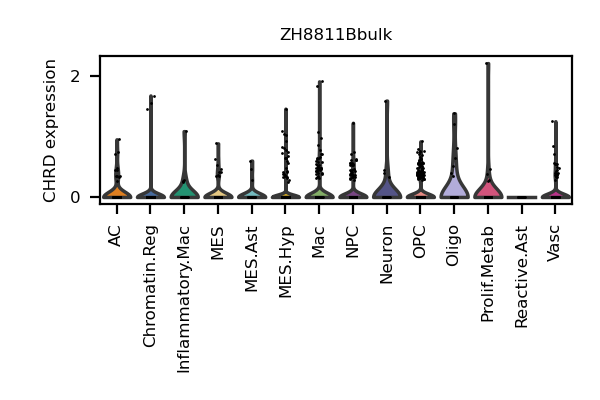 ZH8811Bbulk
CHRD expression
2
0
AC
Chromatin.Reg
Inflammatory.Mac
MES
MES.Ast
MES.Hyp
Mac
NPC
Neuron
OPC
Oligo
Prolif.Metab
Reactive.Ast
Vasc